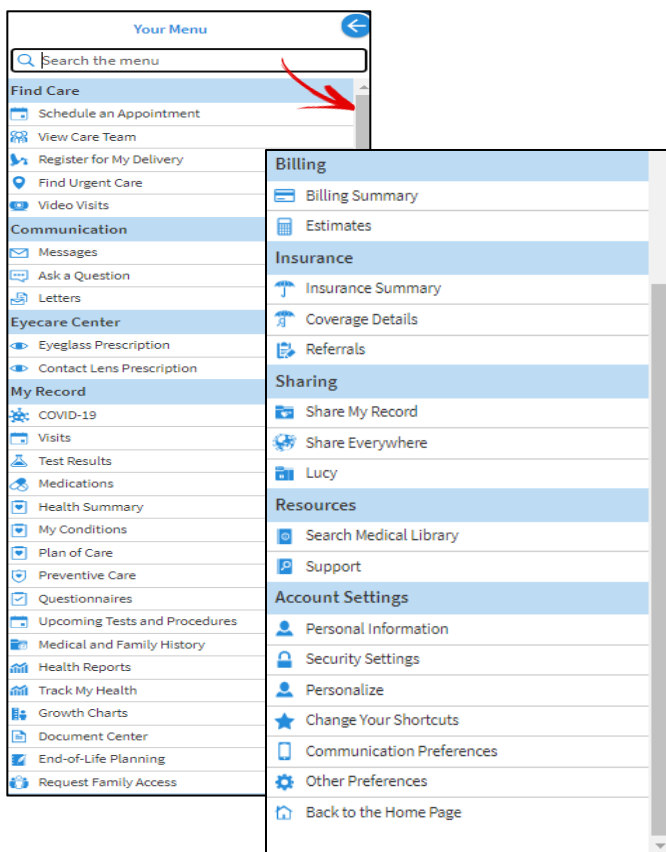 Your Menu
Search the menu
Find Care
Schedule an Appointment
View Care Team
Register for My Delivery
Find Urgent Care
Video Visits
Communication
Messages
Ask a Question
Letters
Eyecare Center
Eyeglass Prescription
Contact Lens Prescription
My Record
COVID-19
Visits
Test Results
Medications
Health Summary
My Conditions
Plan of Care
Preventive Care
Questionnaires
Upcoming Tests and Procedures
Medical and Family History
Health Reports
Track My Health
Growth Charts
Document Center
End-of-Life Planning
Request Family Access
Billing
Billing Summary
Estimates
Insurance
Insurance Summary
Coverage Details
Referrals
Sharing
Share My Record
Share Everywhere
Lucy
Resources
Search Medical Library
Support
Account Settings
Personal Information
Security Settings
Personalize
Change Your Shortcuts
Communication Preferences
Other Preferences
Back to the Home Page